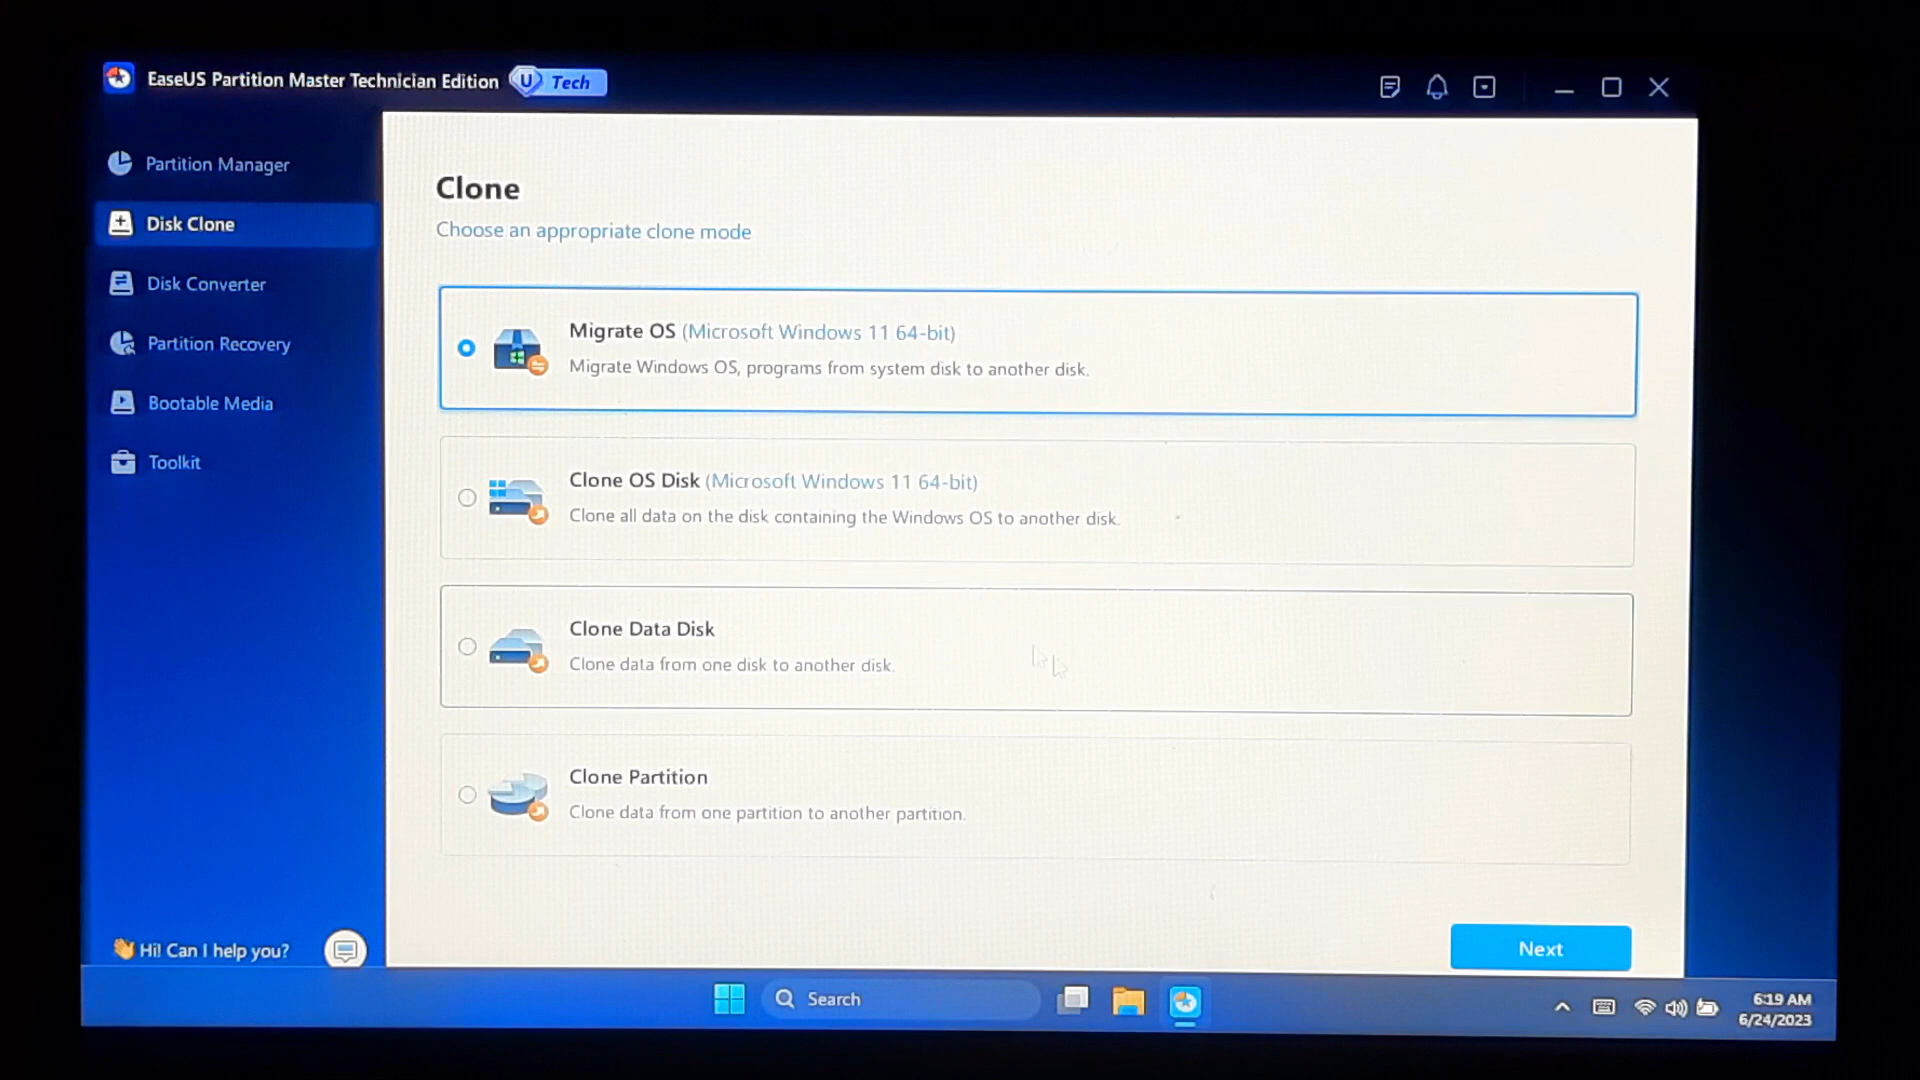 EaseUS Partition Master Technician Edition
U Tech
Partition Manager
Disk Clone
Disk Converter
Partition Recovery
Bootable Media
Toolkit
Hi! Can I help you?
Clone
Choose an appropriate clone mode
Migrate OS (Microsoft Windows 11 64-bit)
Migrate Windows OS, programs from system disk to another disk.
Clone OS Disk (Microsoft Windows 11 64-bit)
Clone all data on the disk containing the Windows OS to another disk.
Clone Data Disk
Clone data from one disk to another disk.
Clone Partition
Clone data from one partition to another partition.
Next
Search
6:19 AM
6/24/2023